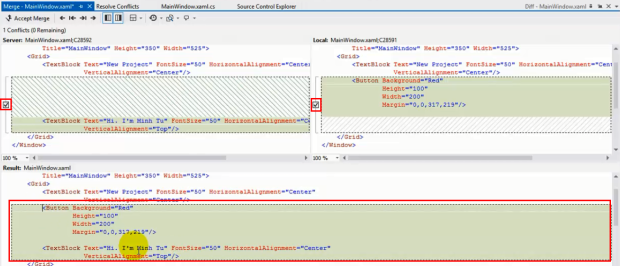 Merge - MainWindow.xaml* Resolve Conflicts MainWindow.xaml.cs Source Control Explorer Diff - MainWindow.xaml
Accept Merge
1 Conflicts (0 Remaining)
Server: MainWindow.xaml;C28592
Title="MainWindow" Height="350" Width="525">
<Grid>
<TextBlock Text="New Project" FontSize="50" HorizontalAlignment="Cente
VerticalAlignment="Center"/>
<TextBlock Text="Hi. I'm Minh Tu" FontSize="50" HorizontalAlignment="Ce
VerticalAlignment="Top"/>
</Grid>
</Window>
100 %
Local: MainWindow.xaml;C28591
Title="MainWindow" Height="350" Width="525">
<Grid>
<TextBlock Text="New Project" FontSize="50" HorizontalAlignment="Cente
VerticalAlignment="Center"/>
<Button Background="Red"
Height="100"
Width="200"
Margin="0,0,317,219"/>
</Grid>
</Window>
100 %
Result: MainWindow.xaml
Title="MainWindow" Height="350" Width="525">
<Grid>
<TextBlock Text="New Project" FontSize="50" HorizontalAlignment="Center"
VerticalAlignment="Center"/>
<Button Background="Red"
Height="100"
Width="200"
Margin="0,0,317,219"/>
<TextBlock Text="Hi. I'm Minh Tu" FontSize="50" HorizontalAlignment="Center"
VerticalAlignment="Top"/>
</Grid>